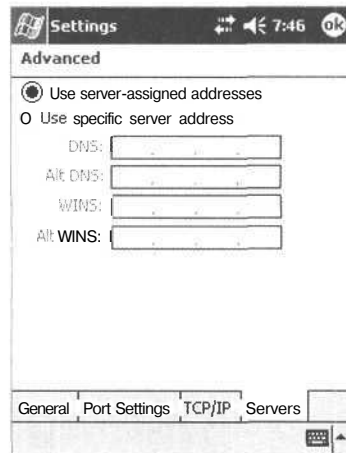 Settings 7:46 ok
Advanced
Use server-assigned addresses
O Use specific server address
DNS:
Alt DNS:
WINS:
Alt WINS:
General Port Settings TCP/IP Servers